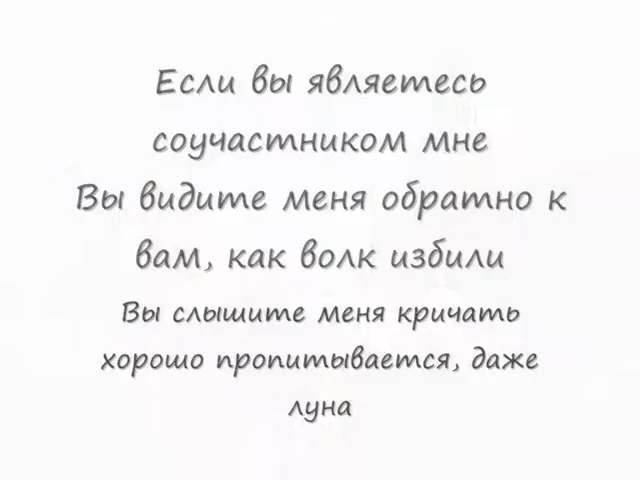 Если вы являетесь
соучастником мне
Вы видите меня обратно к
вам, как волк избили
Вы слышите меня кричать
хорошо пропитывается, даже
луна